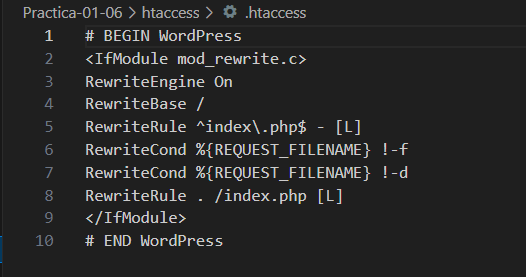 Practica-01-06 > htaccess > .htaccess
1 # BEGIN WordPress
2 <IfModule mod_rewrite.c>
3 RewriteEngine On
4 RewriteBase /
5 RewriteRule ^index\.php$ - [L]
6 RewriteCond %{REQUEST_FILENAME} !-f
7 RewriteCond %{REQUEST_FILENAME} !-d
8 RewriteRule . /index.php [L]
9 </IfModule>
10 # END WordPress